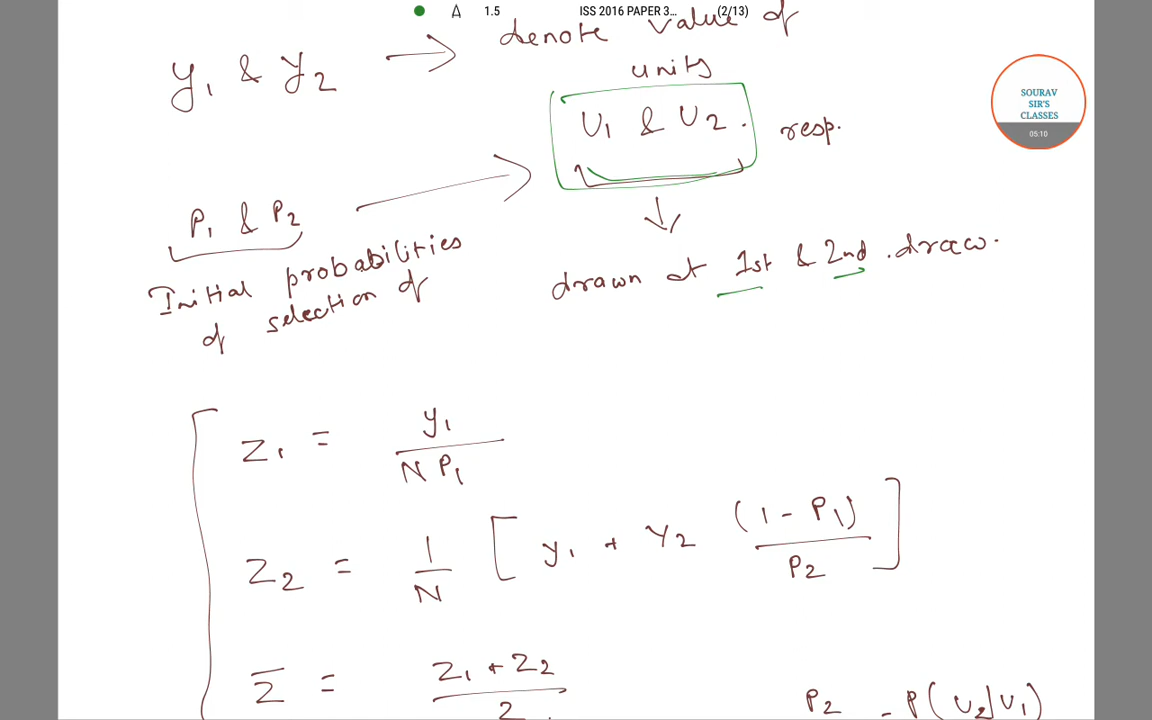 A 1.5 ISS 2016 PAPER 3... (2/13)
y1 & y2 → denote value of
units
U1 & U2. resp.
SOURAV
SIR'S
CLASSES
05:10
P1 & P2
Initial probabilities
of selection of
drawn at 1st & 2nd draw.
Z1 = y1 / N P1
Z2 = 1/N [ y1 + Y2 (1 - P1) / P2 ]
Z̄ = Z1 + Z2 / 2
P2 = P(U2|U1)